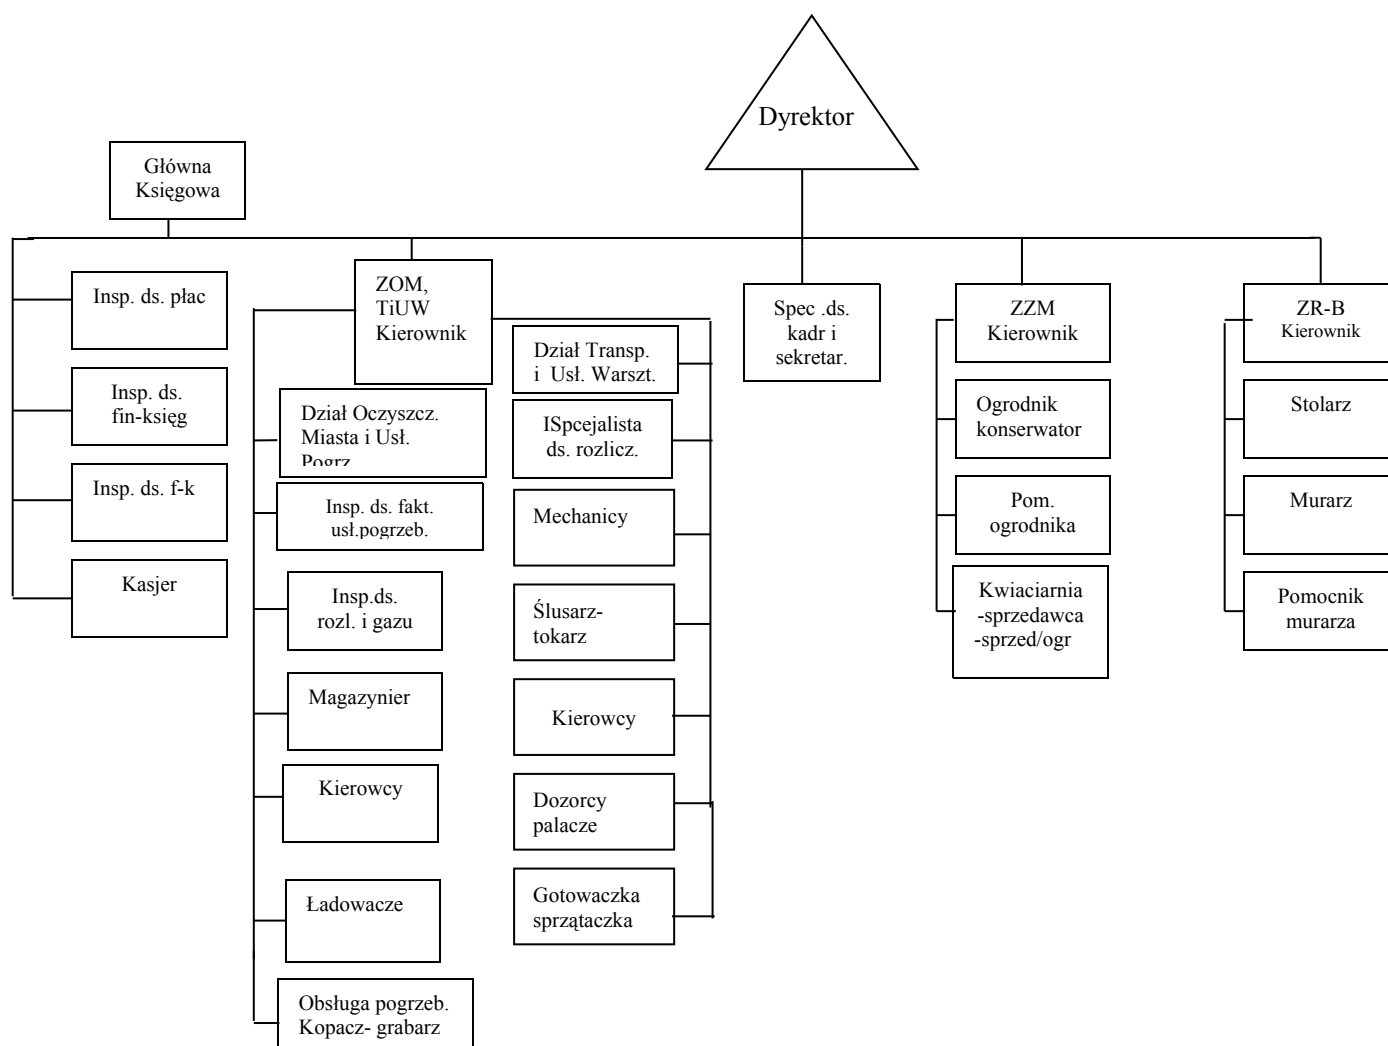 Dyrektor
Główna
Księgowa
Insp. ds. płac
Insp. ds.
fin-księg
Insp. ds. f-k
Kasjer
ZOM,
TiUW
Kierownik
Dział Oczyszcz.
Miasta i Usł.
Pogrz.
Insp. ds. fakt.
usł.pogrzeb.
Insp.ds.
rozl. i gazu
Magazynier
Kierowcy
Ładowacze
Obsługa pogrzeb.
Kopacz- grabarz
Dział Transp.
i Usł. Warszt.
ISpcejalista
ds. rozlicz.
Mechanicy
Ślusarz-
tokarz
Kierowcy
Dozorcy
palacze
Gotowaczka
sprzątaczka
Spec .ds.
kadr i
sekretar.
ZZM
Kierownik
Ogrodnik
konserwator
Pom.
ogrodnika
Kwiaciarnia
-sprzedawca
-sprzed/ogr
ZR-B
Kierownik
Stolarz
Murarz
Pomocnik
murarza